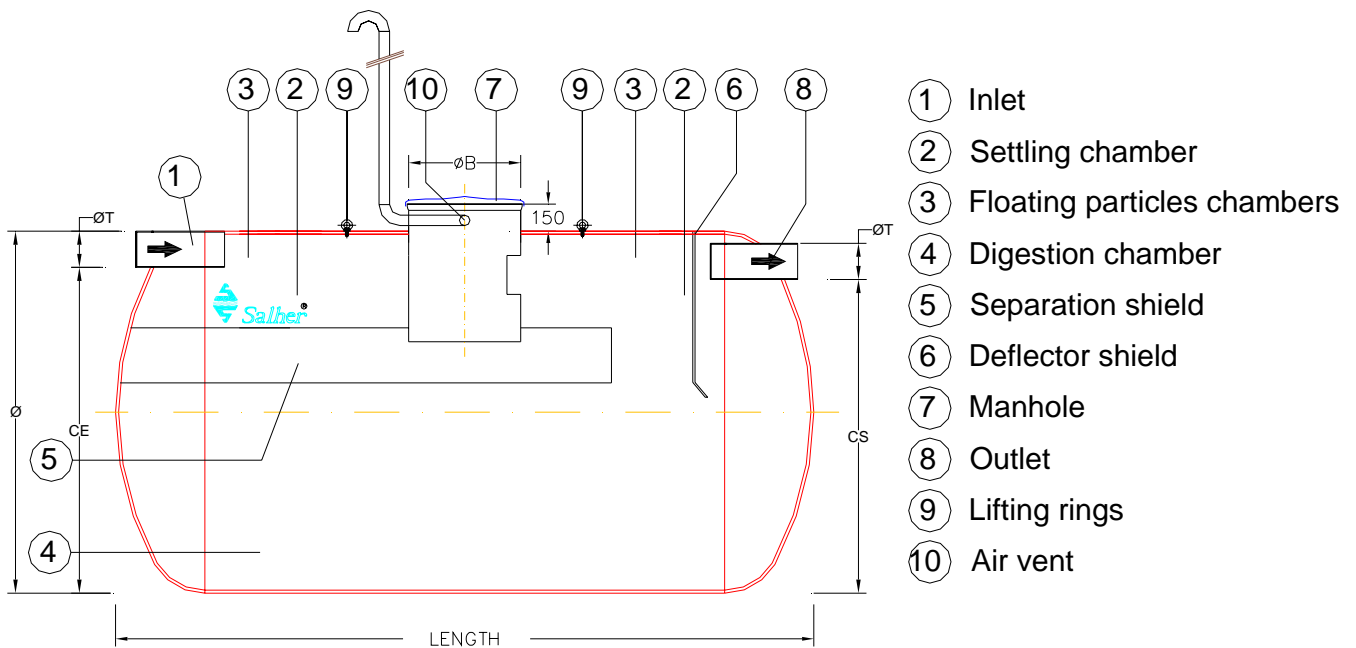 3 2 9 10 7 9 3 2 6 8
1
ØB
150
ØT
ØT
Salher®
Ø
CE
CS
5
4
LENGTH
1 Inlet
2 Settling chamber
3 Floating particles chambers
4 Digestion chamber
5 Separation shield
6 Deflector shield
7 Manhole
8 Outlet
9 Lifting rings
10 Air vent